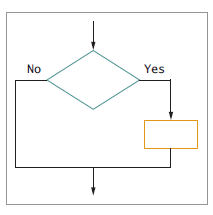 No Yes